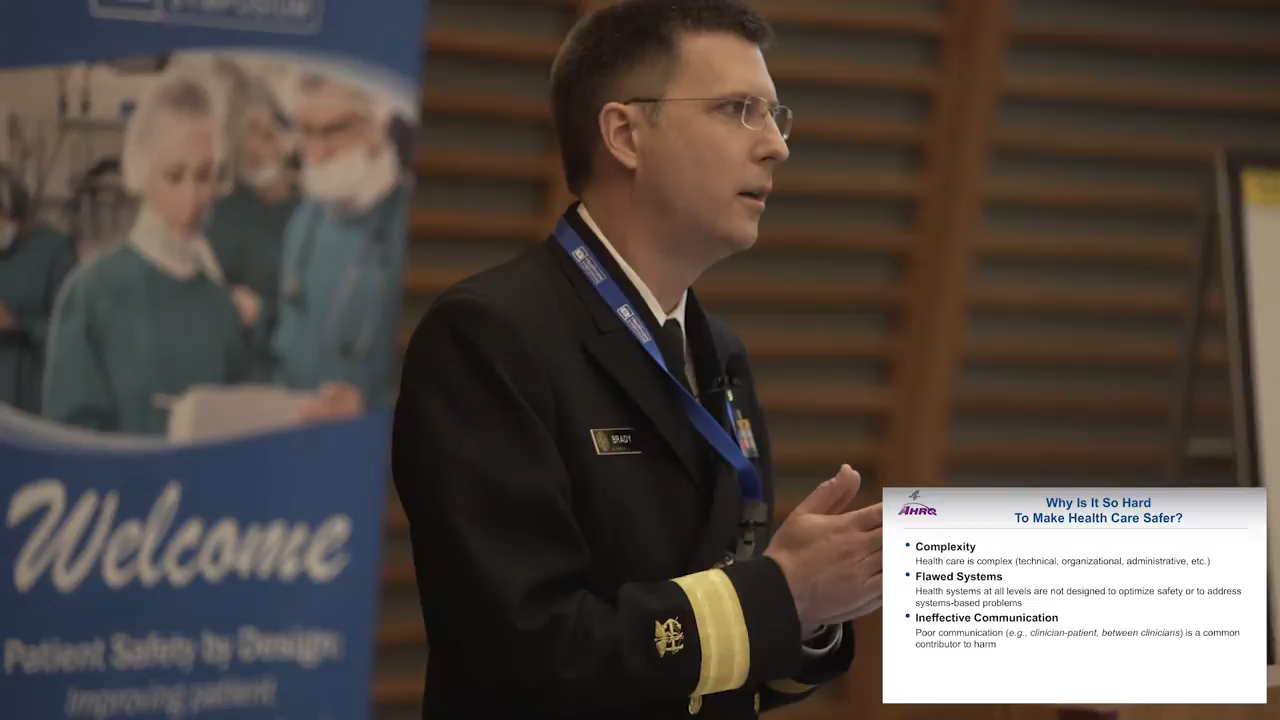 SYMPOSIUM
Welcome
Patient Safety by Design
Improving patient
BRADY
AHRQ
Why Is It So Hard
To Make Health Care Safer?
• Complexity
Health care is complex (technical, organizational, administrative, etc.)
• Flawed Systems
Health systems at all levels are not designed to optimize safety or to address
systems-based problems
• Ineffective Communication
Poor communication (e.g., clinician-patient, between clinicians) is a common
contributor to harm